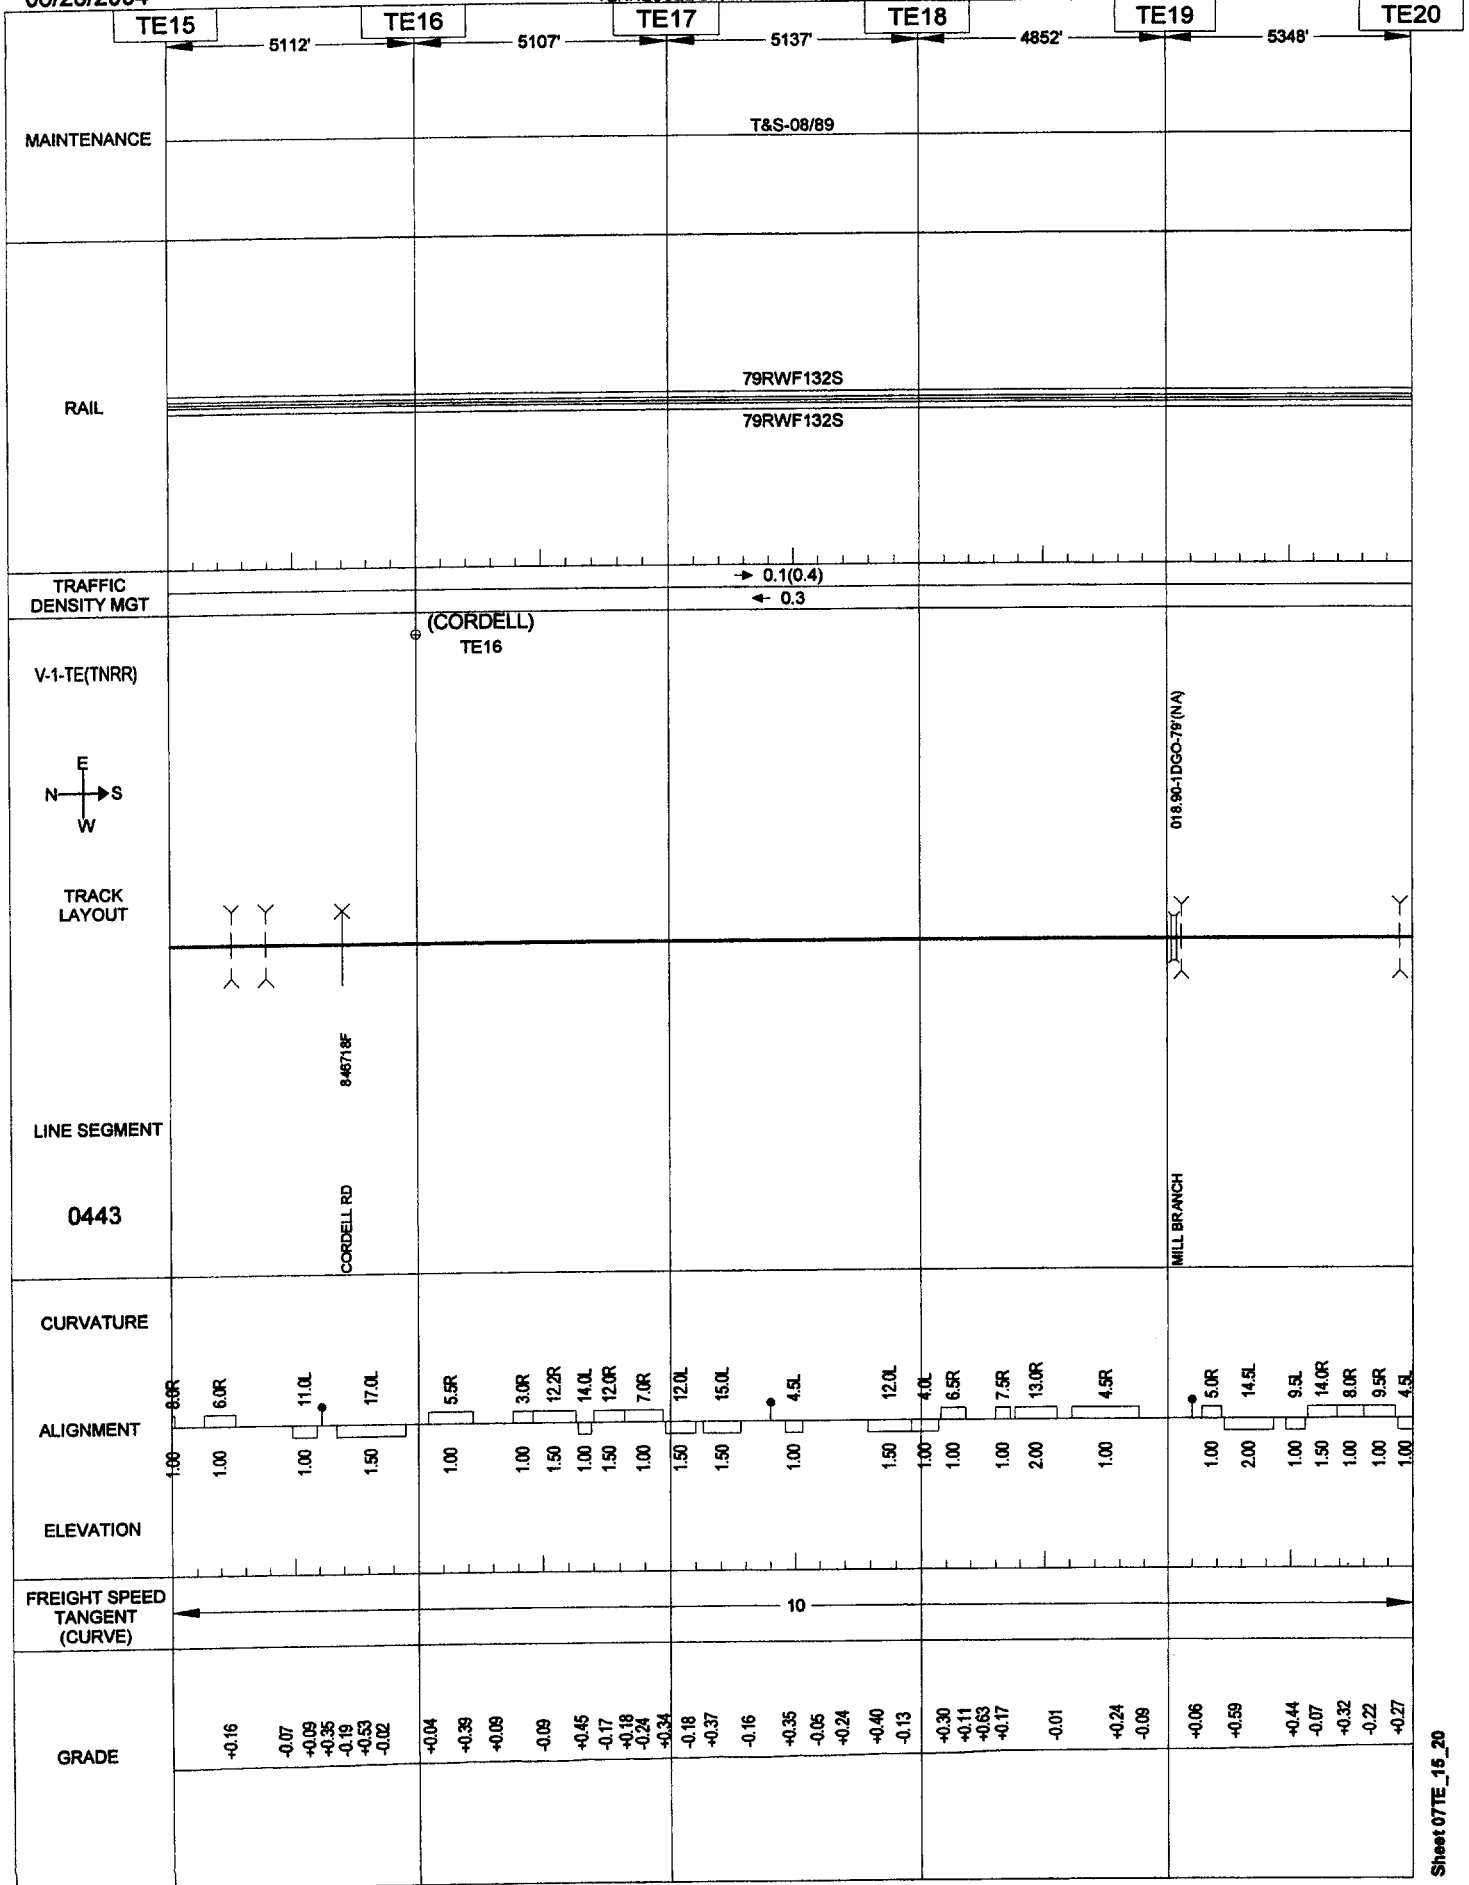 TE15 TE16 TE17 TE18 TE19 TE20
5112' 5107' 5137' 4852' 5348'
MAINTENANCE
T&S-08/89
RAIL
79RWF132S
79RWF132S
TRAFFIC
DENSITY MGT
0.1(0.4)
0.3
(CORDELL)
TE16
V-1-TE(TNRR)
E
N S
W
018.90-1DGO-79'(NA)
TRACK
LAYOUT
846718F
LINE SEGMENT
0443
CORDELL RD
MILL BRANCH
CURVATURE
8.0R 6.0R 11.0L 17.0L 5.5R 3.0R 12.2R 14.0L 12.0R 7.0R 12.0L 15.0L 4.5L 12.0L 4.0L 6.5R 7.5R 13.0R 4.5R 5.0R 14.5L 9.5L 14.0R 8.0R 9.5R 4.5L
ALIGNMENT
1.00 1.00 1.00 1.50 1.00 1.00 1.50 1.00 1.50 1.00 1.50 1.50 1.00 1.50 1.00 1.00 1.00 2.00 1.00 1.00 2.00 1.00 1.50 1.00 1.00 1.00
ELEVATION
FREIGHT SPEED
TANGENT
(CURVE)
10
GRADE
+0.16 -0.07 +0.09 +0.35 -0.19 +0.53 -0.02 +0.04 +0.39 +0.09 -0.09 +0.45 -0.17 +0.18 -0.24 +0.34 -0.18 +0.37 -0.16 +0.35 -0.05 +0.24 +0.40 -0.13 +0.30 +0.11 +0.63 +0.17 -0.01 +0.24 -0.09 +0.06 +0.59 +0.44 -0.07 +0.32 -0.22 +0.27
Sheet 07TE_15_20